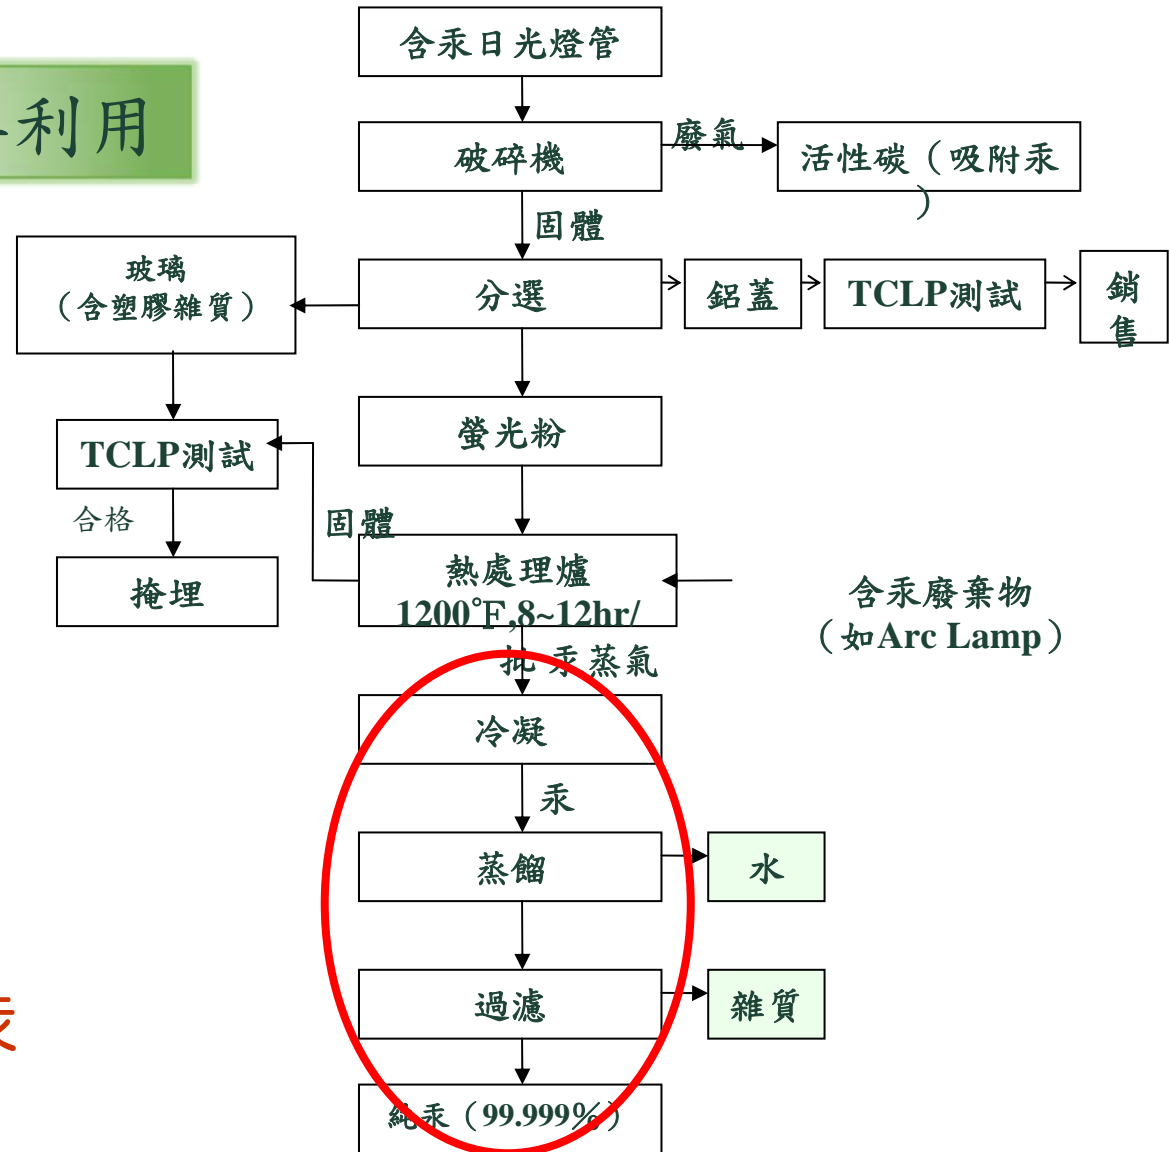 含汞日光燈管
利用
破碎機
廢氣
活性碳（吸附汞
）
固體
玻璃
（含塑膠雜質）
分選
鋁蓋
TCLP測試
銷
售
螢光粉
TCLP測試
合格
固體
掩埋
熱處理爐
1200°F,8~12hr/
批
汞蒸氣
含汞廢棄物
（如Arc Lamp）
冷凝
汞
蒸餾
水
過濾
雜質
純汞（99.999%）